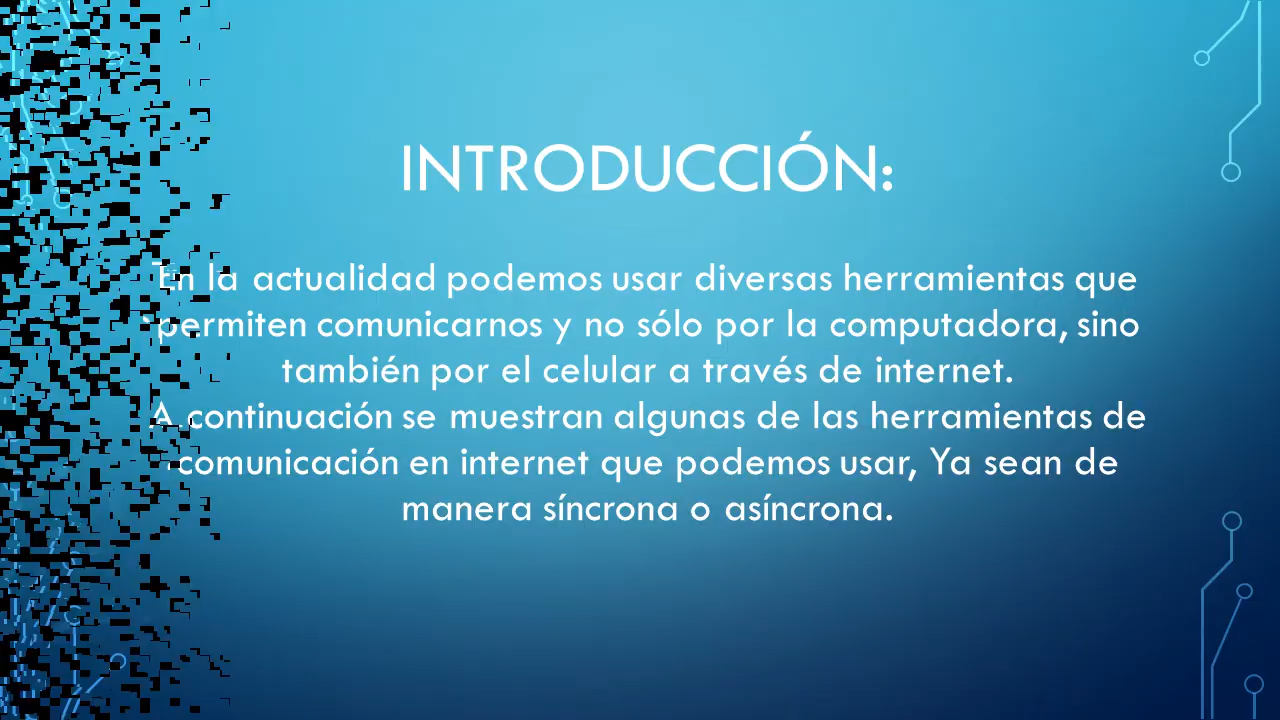 INTRODUCCIÓN:
En la actualidad podemos usar diversas herramientas que
permiten comunicarnos y no sólo por la computadora, sino
también por el celular a través de internet.
A continuación se muestran algunas de las herramientas de
comunicación en internet que podemos usar, Ya sean de
manera síncrona o asíncrona.